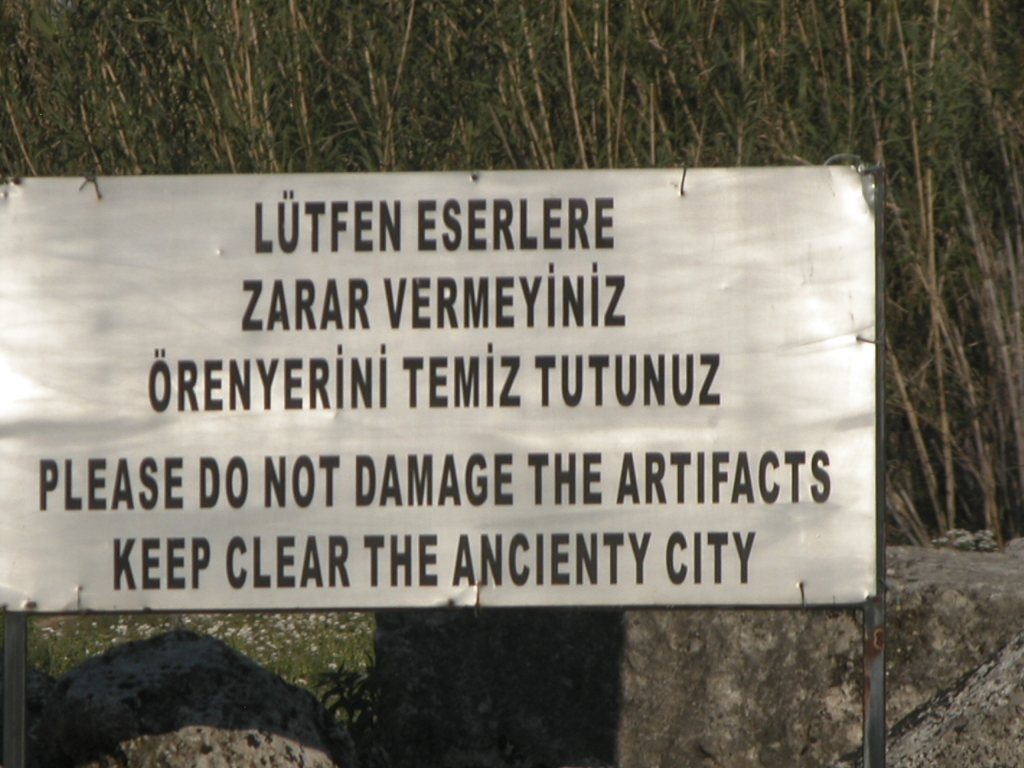 LÜTFEN ESERLERE
ZARAR VERMEYİNİZ
ÖRENYERİNİ TEMİZ TUTUNUZ
PLEASE DO NOT DAMAGE THE ARTIFACTS
KEEP CLEAR THE ANCIENTY CITY